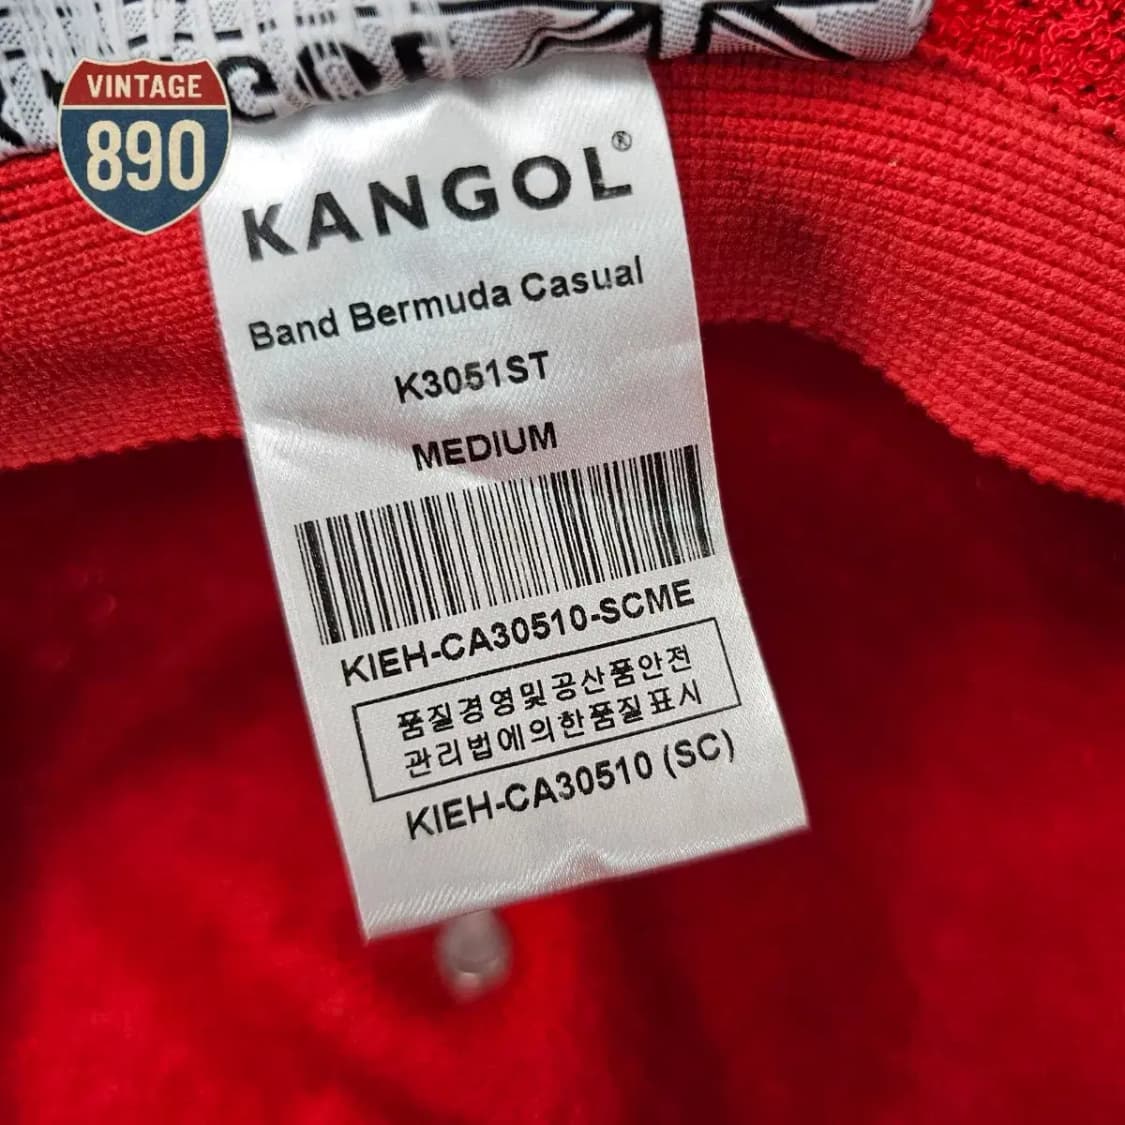 VINTAGE
890
KANGOL®
Band Bermuda Casual
K3051ST
MEDIUM
KIEH-CA30510-SCME
품질경영및공산품안전
관리법에의한품질표시
KIEH-CA30510 (SC)